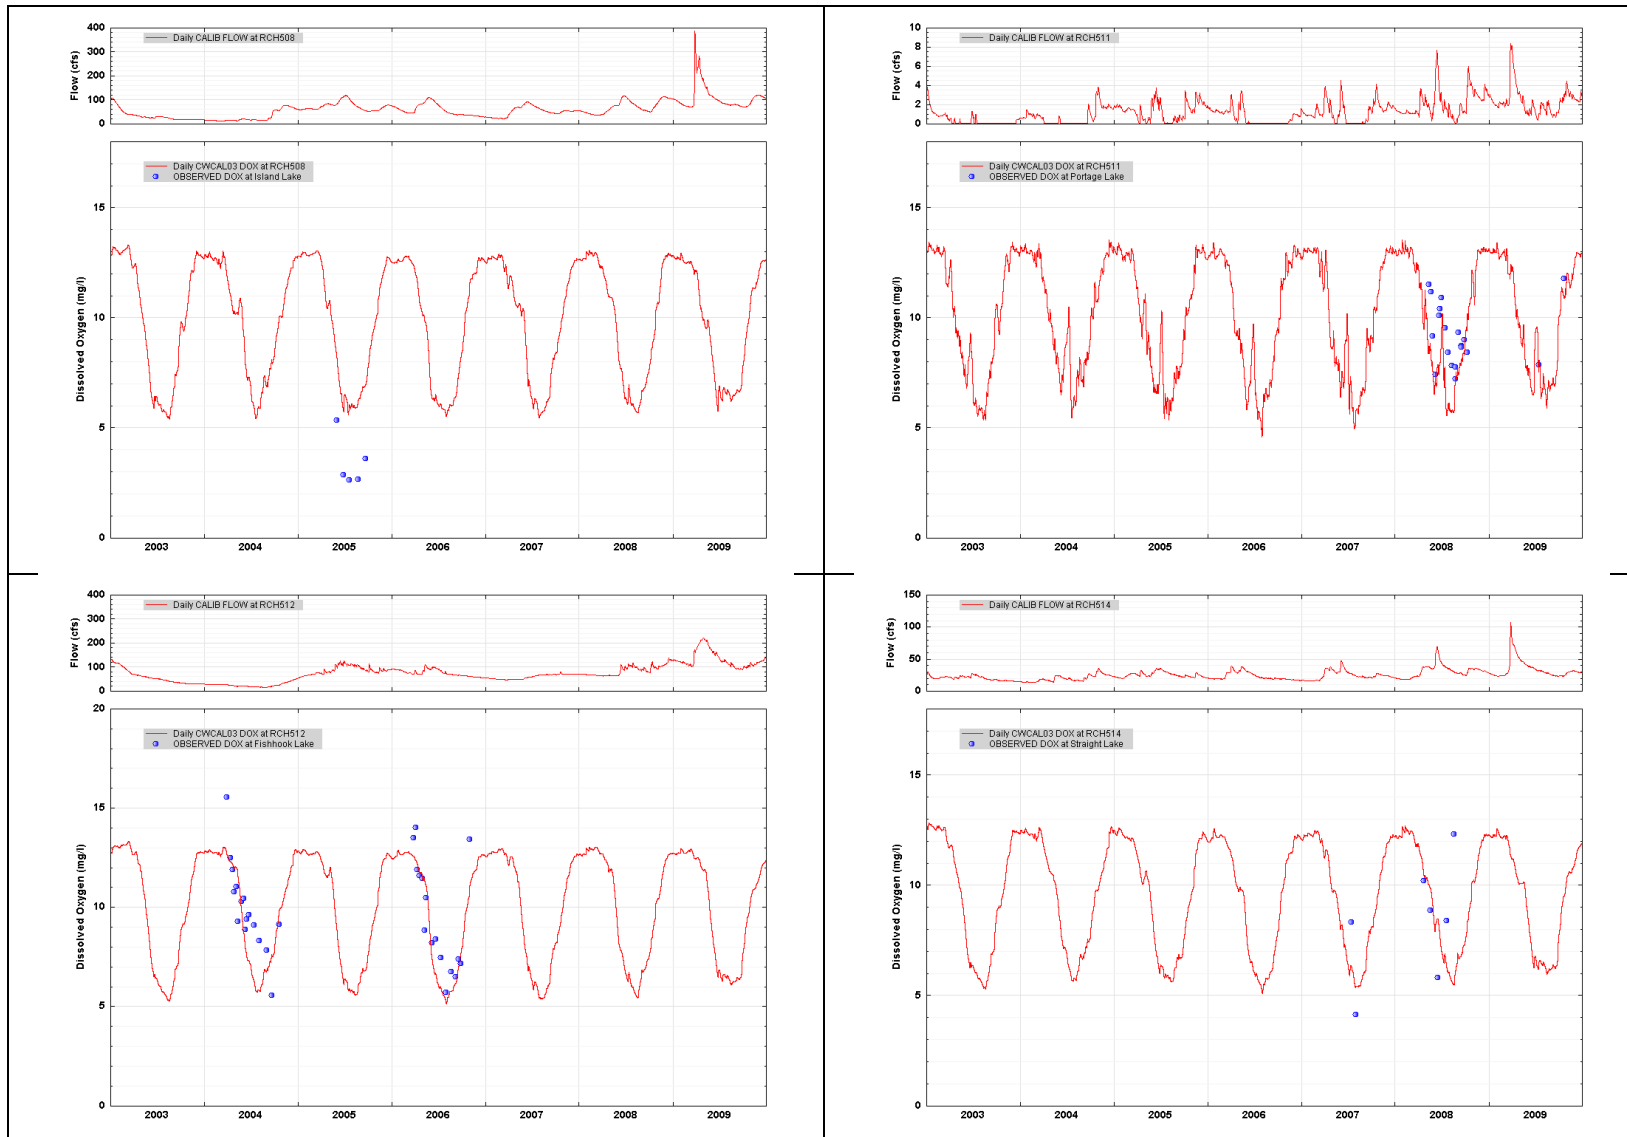 400
300
200
100
0
Flow (cfs)
Daily CALIB FLOW at RCH508
15
10
5
0
Dissolved Oxygen (mg/l)
Daily CWCAL03 DOX at RCH508
OBSERVED DOX at Island Lake
2003 2004 2005 2006 2007 2008 2009
10
8
6
4
2
0
Flow (cfs)
Daily CALIB FLOW at RCH511
15
10
5
0
Dissolved Oxygen (mg/l)
Daily CWCAL03 DOX at RCH511
OBSERVED DOX at Portage Lake
2003 2004 2005 2006 2007 2008 2009
400
300
200
100
0
Flow (cfs)
Daily CALIB FLOW at RCH512
20
15
10
5
0
Dissolved Oxygen (mg/l)
Daily CWCAL03 DOX at RCH512
OBSERVED DOX at Fishhook Lake
2003 2004 2005 2006 2007 2008 2009
150
100
50
0
Flow (cfs)
Daily CALIB FLOW at RCH514
15
10
5
0
Dissolved Oxygen (mg/l)
Daily CWCAL03 DOX at RCH514
OBSERVED DOX at Straight Lake
2003 2004 2005 2006 2007 2008 2009